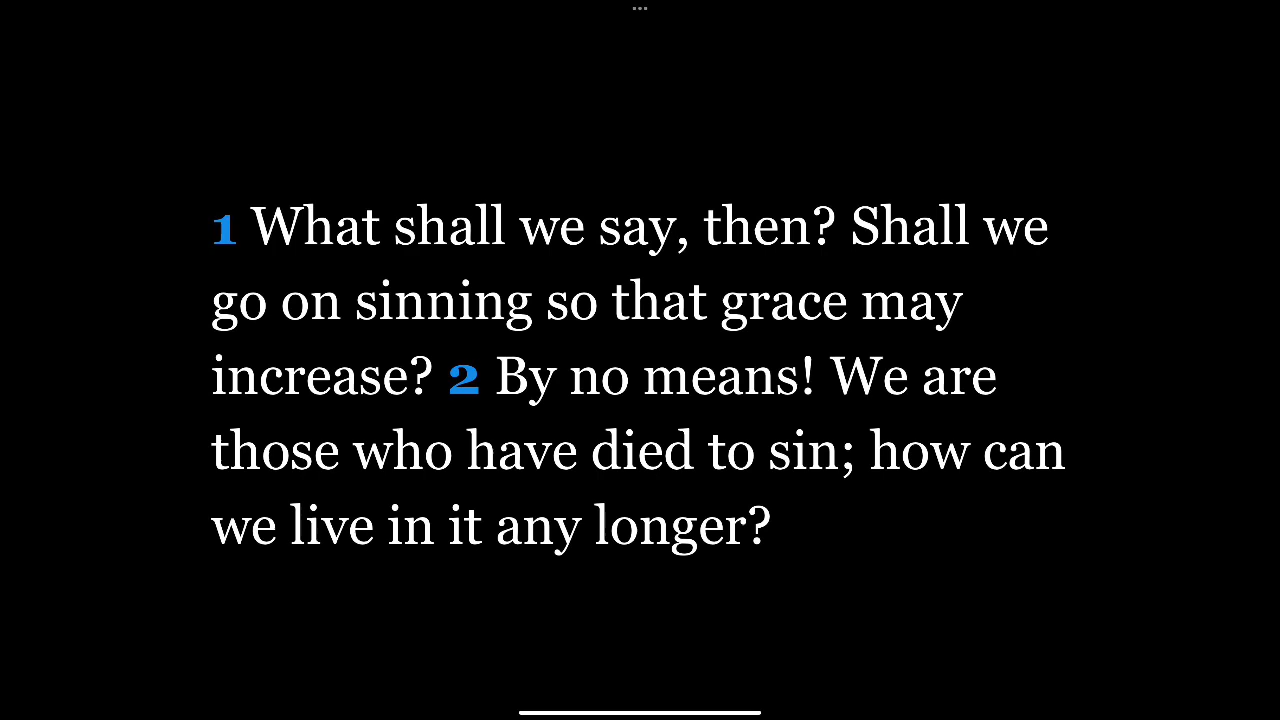 1 What shall we say, then? Shall we
go on sinning so that grace may
increase? 2 By no means! We are
those who have died to sin; how can
we live in it any longer?